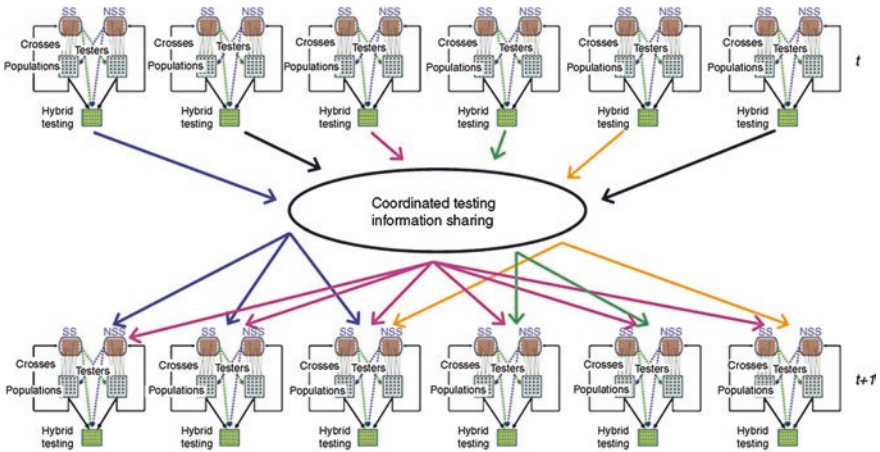 SS NSS SS NSS SS NSS SS NSS SS NSS SS NSS
Crosses Crosses Crosses Crosses Crosses Crosses
Testers Testers Testers Testers Testers Testers
Populations Populations Populations Populations Populations Populations
t
Hybrid testing Hybrid testing Hybrid testing Hybrid testing Hybrid testing Hybrid testing
Coordinated testing
information sharing
SS NSS SS NSS SS NSS SS NSS SS NSS SS NSS
Crosses Crosses Crosses Crosses Crosses Crosses
Testers Testers Testers Testers Testers Testers
Populations Populations Populations Populations Populations Populations
t+1
Hybrid testing Hybrid testing Hybrid testing Hybrid testing Hybrid testing Hybrid testing